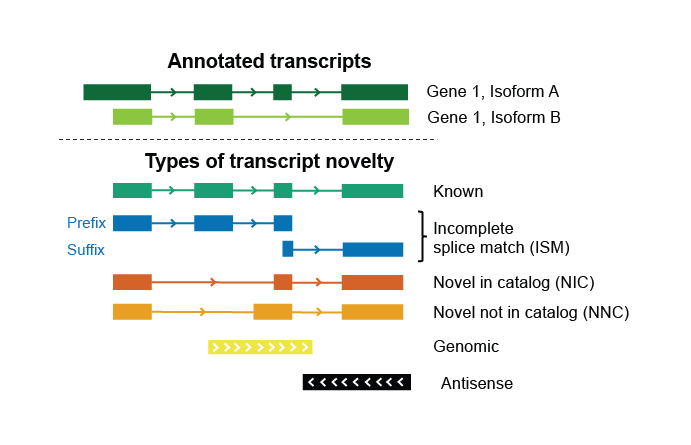 Annotated transcripts
Gene 1, Isoform A
Gene 1, Isoform B
Types of transcript novelty
Known
Prefix
Suffix
Incomplete
splice match (ISM)
Novel in catalog (NIC)
Novel not in catalog (NNC)
Genomic
Antisense